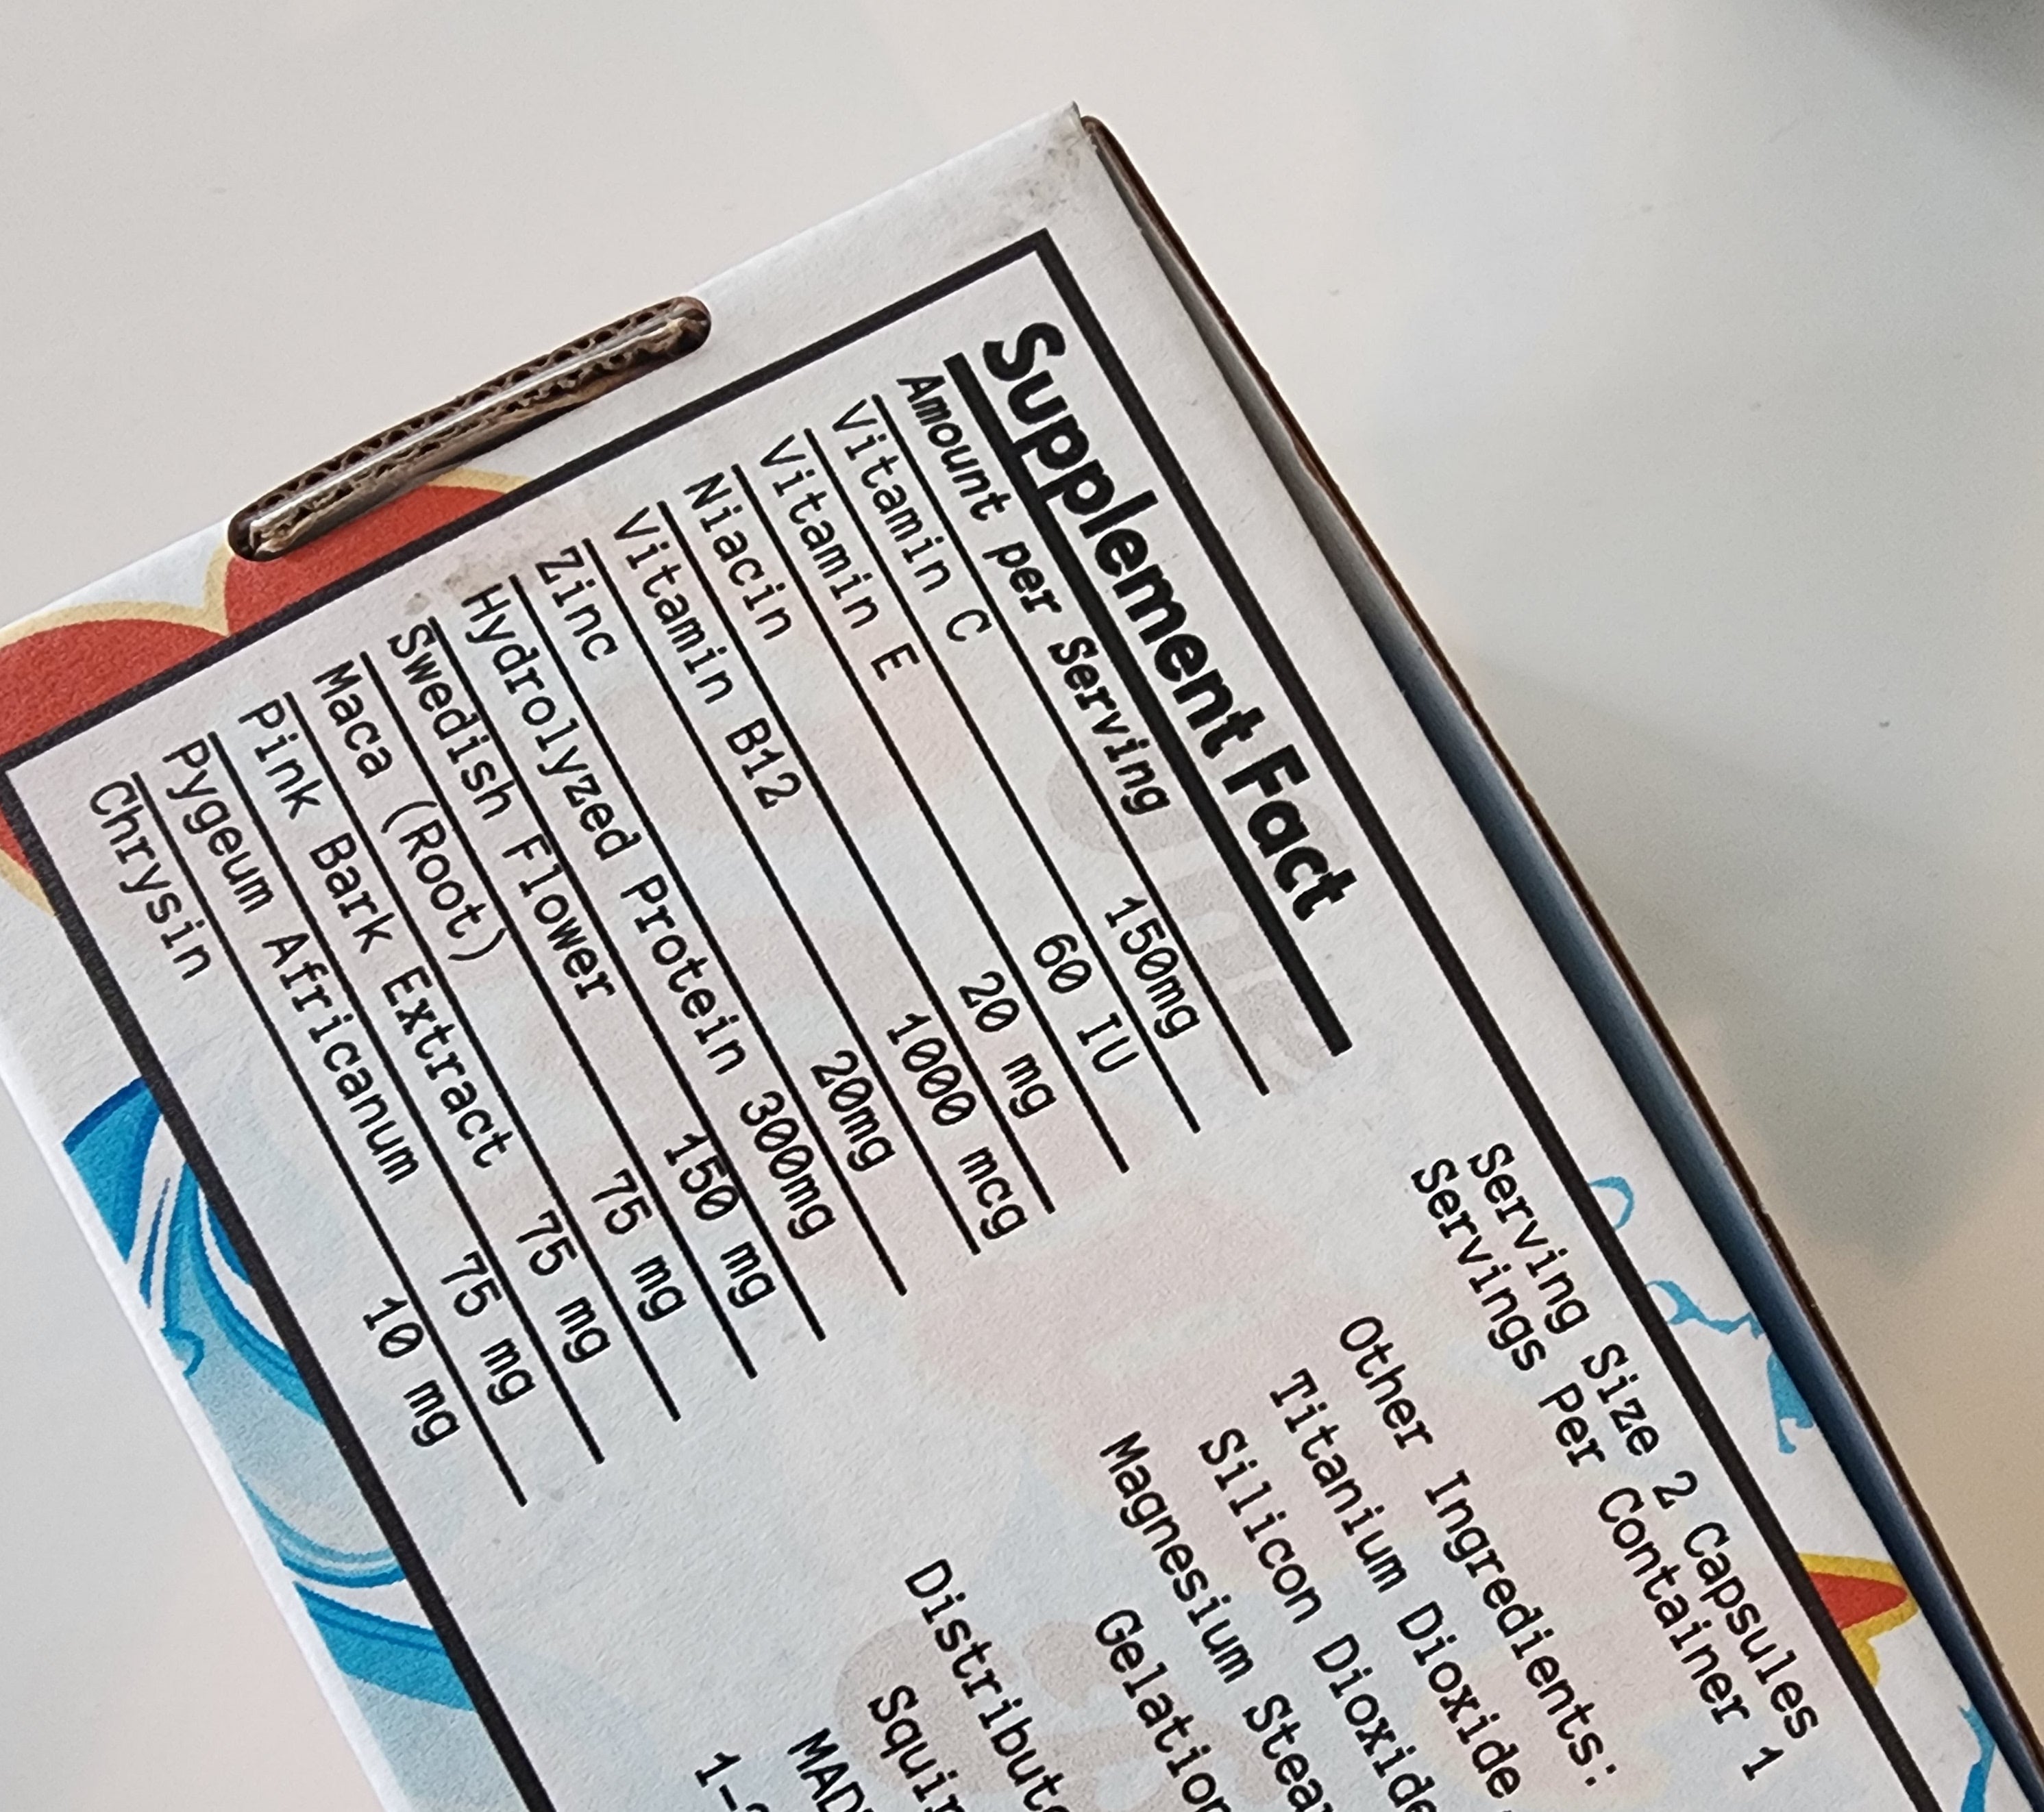 Supplement Fact
Amount per Serving
Vitamin C 150mg
Vitamin E 60 IU
Niacin 20 mg
Vitamin B12 1000 mcg
Zinc 20mg
Hydrolyzed Protein 300mg
Swedish Flower 150 mg
Maca (Root) 75 mg
Pink Bark Extract 75 mg
Pygeum Africanum 75 mg
Chrysin 10 mg
Serving Size 2 Capsules
Servings Per Container 1
Other Ingredients:
Titanium Dioxide
Silicon Dioxide
Magnesium
Gelation